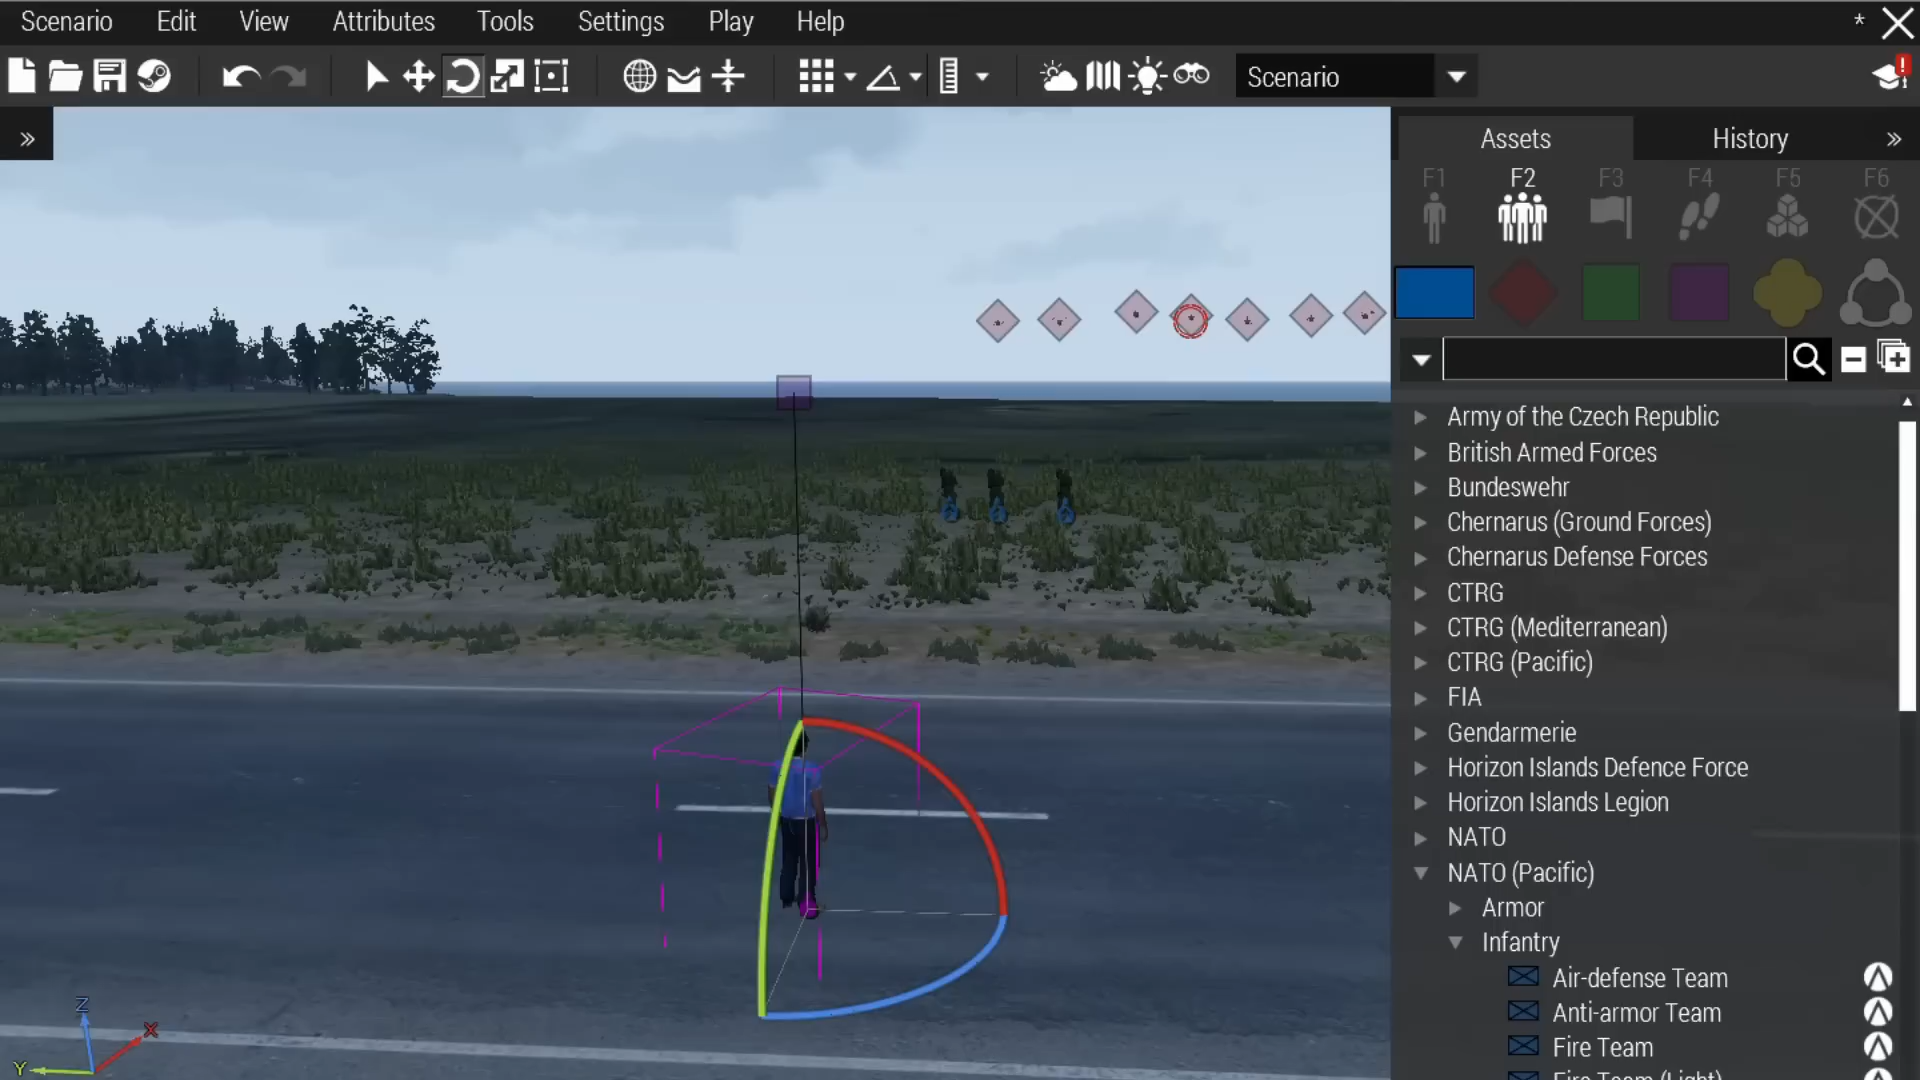 Scenario Edit View Attributes Tools Settings Play Help *
Scenario
!
»
Assets History »
F1 F2 F3 F4 F5 F6
Army of the Czech Republic
British Armed Forces
Bundeswehr
Chernarus (Ground Forces)
Chernarus Defense Forces
CTRG
CTRG (Mediterranean)
CTRG (Pacific)
FIA
Gendarmerie
Horizon Islands Defence Force
Horizon Islands Legion
NATO
NATO (Pacific)
Armor
Infantry
Air-defense Team
Anti-armor Team
Fire Team
Fire Team (Light)
Z
X
Y